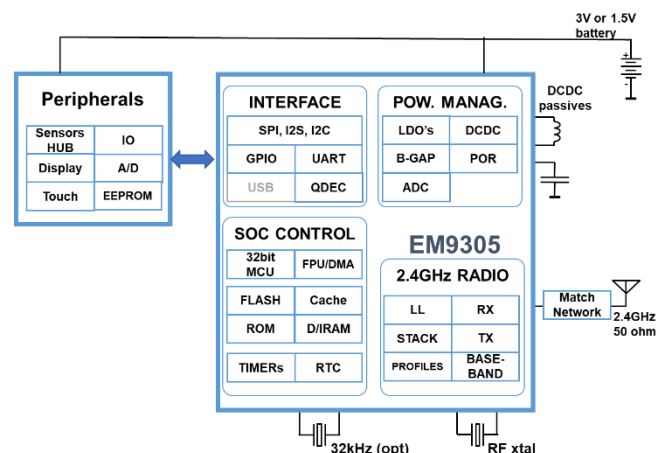 3V or 1.5V
battery
+
-
Peripherals
Sensors
HUB
IO
Display
A/D
Touch
EEPROM
INTERFACE
SPI, I2S, I2C
GPIO
UART
USB
QDEC
POW. MANAG.
LDO's
DCDC
B-GAP
POR
ADC
DCDC
passives
SOC CONTROL
32bit
MCU
FPU/DMA
FLASH
Cache
ROM
D/IRAM
TIMERs
RTC
EM9305
2.4GHz RADIO
LL
RX
STACK
TX
PROFILES
BASE-
BAND
Match
Network
2.4GHz
50 ohm
32kHz (opt)
RF xtal